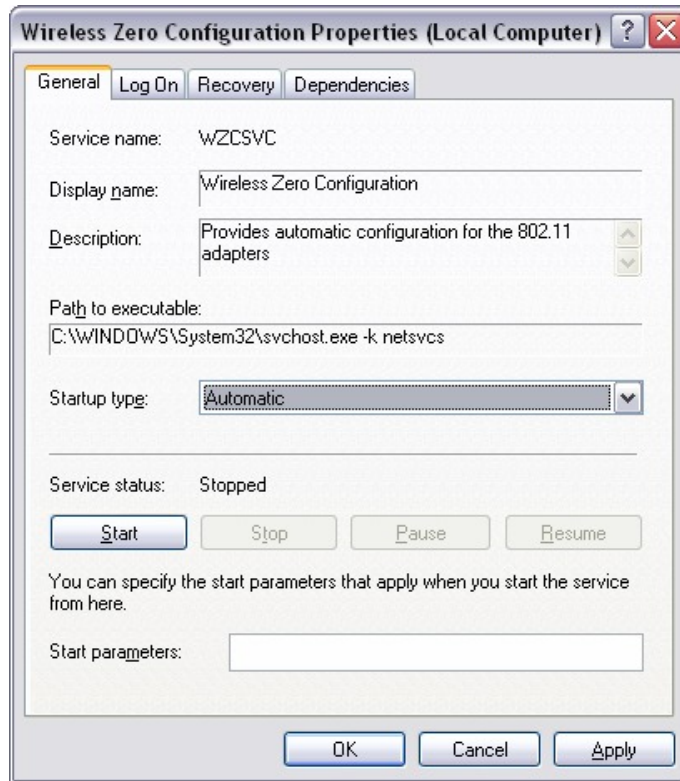 Wireless Zero Configuration Properties (Local Computer) ?
General Log On Recovery Dependencies
Service name: WZCSVC
Display name: Wireless Zero Configuration
Description: Provides automatic configuration for the 802.11
adapters
Path to executable:
C:\WINDOWS\System32\svchost.exe -k netsvcs
Startup type: Automatic
Service status: Stopped
Start Stop Pause Resume
You can specify the start parameters that apply when you start the service
from here.
Start parameters:
OK Cancel Apply